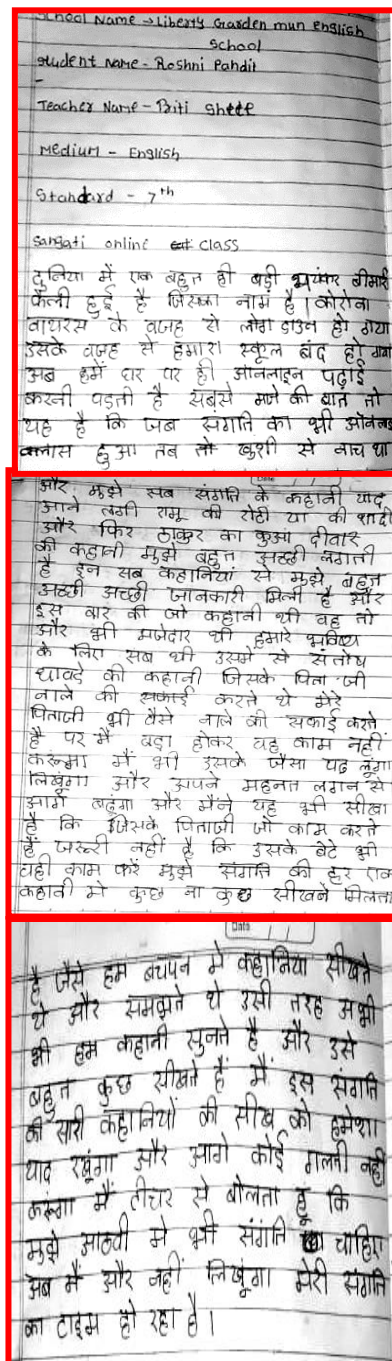 School Name → Liberty Garden mun English
School
Student Name - Roshni Pandit
Teacher Name - Priti Shete
Medium - English
Standard - 7th
Sangati online class
दुनिया में एक बहुत ही बड़ी भयंकर बीमारी
फैली हुई है जिसका नाम है। कोरोना
वायरस के वजह से लोग डाउन हो गया
उसके वजह से हमारा स्कूल बंद हो गया
अब हमें घर पर ही ऑनलाइन पढ़ाई
करनी पड़ती है सबसे मजे की बात तो
यह है कि जब संगति का भी ऑनलाइन
क्लास हुआ तब तो खुशी से नाच था
और मुझे सब संगति के कहानी याद
आने लगी रामू की रोटी या की शादी
और फिर ठाकुर का कुआँ दीवार
की कहानी मुझे बहुत अच्छी लगाती
है इन सब कहानियां से मुझे बहुत
अच्छी अच्छी जानकारी मिली है और
इस बार की जो कहानी थी वह तो
और भी मजेदार थी हमारे भविष्य
के लिए सब थी उसमें से संतोष
की कहानी जिसके पिता जी
नाले की सफाई करते थे मेरे
पिताजी भी वैसे नाले की सफाई करते
है पर मैं बड़ा होकर वह काम नहीं
करूंगा मैं भी उसके जैसा पढ़ लूंगा
लिखूंगा और अपने महनत लगन से
आगे बढूंगा और मैंने यह भी सीखा
है कि जिसके पिताजी जो काम करते
हैं जरूरी नहीं है कि उसके बेटे भी
वही काम करें मुझे संगति की हर एक
कहानी मे कुछ ना कुछ सीखने मिलता
Date
है जैसे हम बचपन मे कहानिया सीखते
थे और समझते थे उसी तरह अभी
भी हम कहानी सुनते है और उसे
बहुत कुछ सीखते हैं मैं इस संगति
की सारी कहानियों की सीख को हमेशा
याद रखूंगा और आगे कोई गलती नही
करूंगा मैं टीचर से बोलता हूँ कि
मुझे आठवी मे भी संगति चाहिए
अब मैं और नहीं लिखूंगा मेरी संगति
का टाइम हो रहा है।